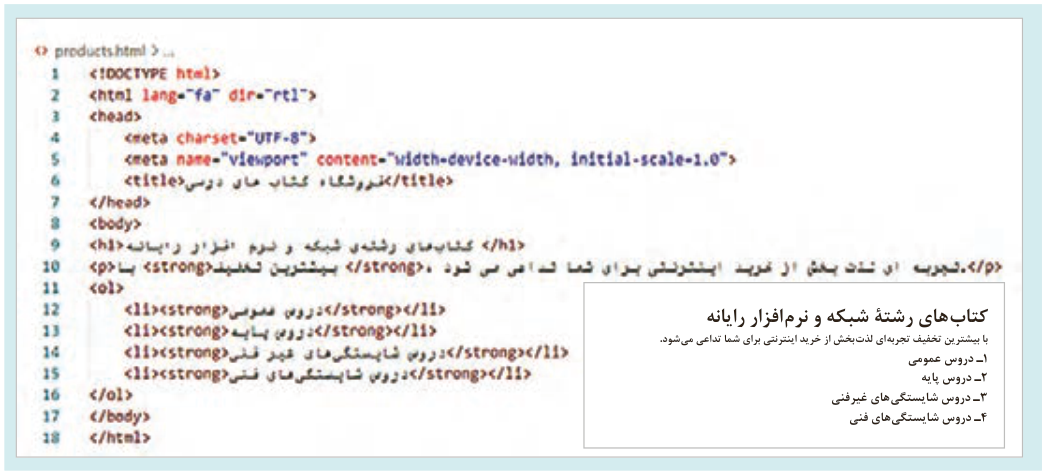 <> products.html > ...
1 <!DOCTYPE html>
2 <html lang="fa" dir="rtl">
3 <head>
4 <meta charset="UTF-8">
5 <meta name="viewport" content="width=device-width, initial-scale=1.0">
6 <title>فروشگاه کتاب های درسی</title>
7 </head>
8 <body>
9 <h1>کتاب‌های رشته‌ی شبکه و نرم افزار رایانه </h1>
10 <p>با <strong>بیشترین تخفیف </strong>، تجربه ای لذت بخش از خرید اینترنتی برای شما تداعی می شود.</p>
11 <ol>
12 <li><strong>دروس عمومی</strong></li>
13 <li><strong>دروس پایه</strong></li>
14 <li><strong>دروس شایستگی‌های غیر فنی</strong></li>
15 <li><strong>دروس شایستگی‌های فنی</strong></li>
16 </ol>
17 </body>
18 </html>
کتاب‌های رشتۀ شبکه و نرم‌افزار رایانه
با بیشترین تخفیف تجربه‌ای لذت‌بخش از خرید اینترنتی برای شما تداعی می‌شود.
۱ـ دروس عمومی
۲ـ دروس پایه
۳ـ دروس شایستگی‌های غیرفنی
۴ـ دروس شایستگی‌های فنی